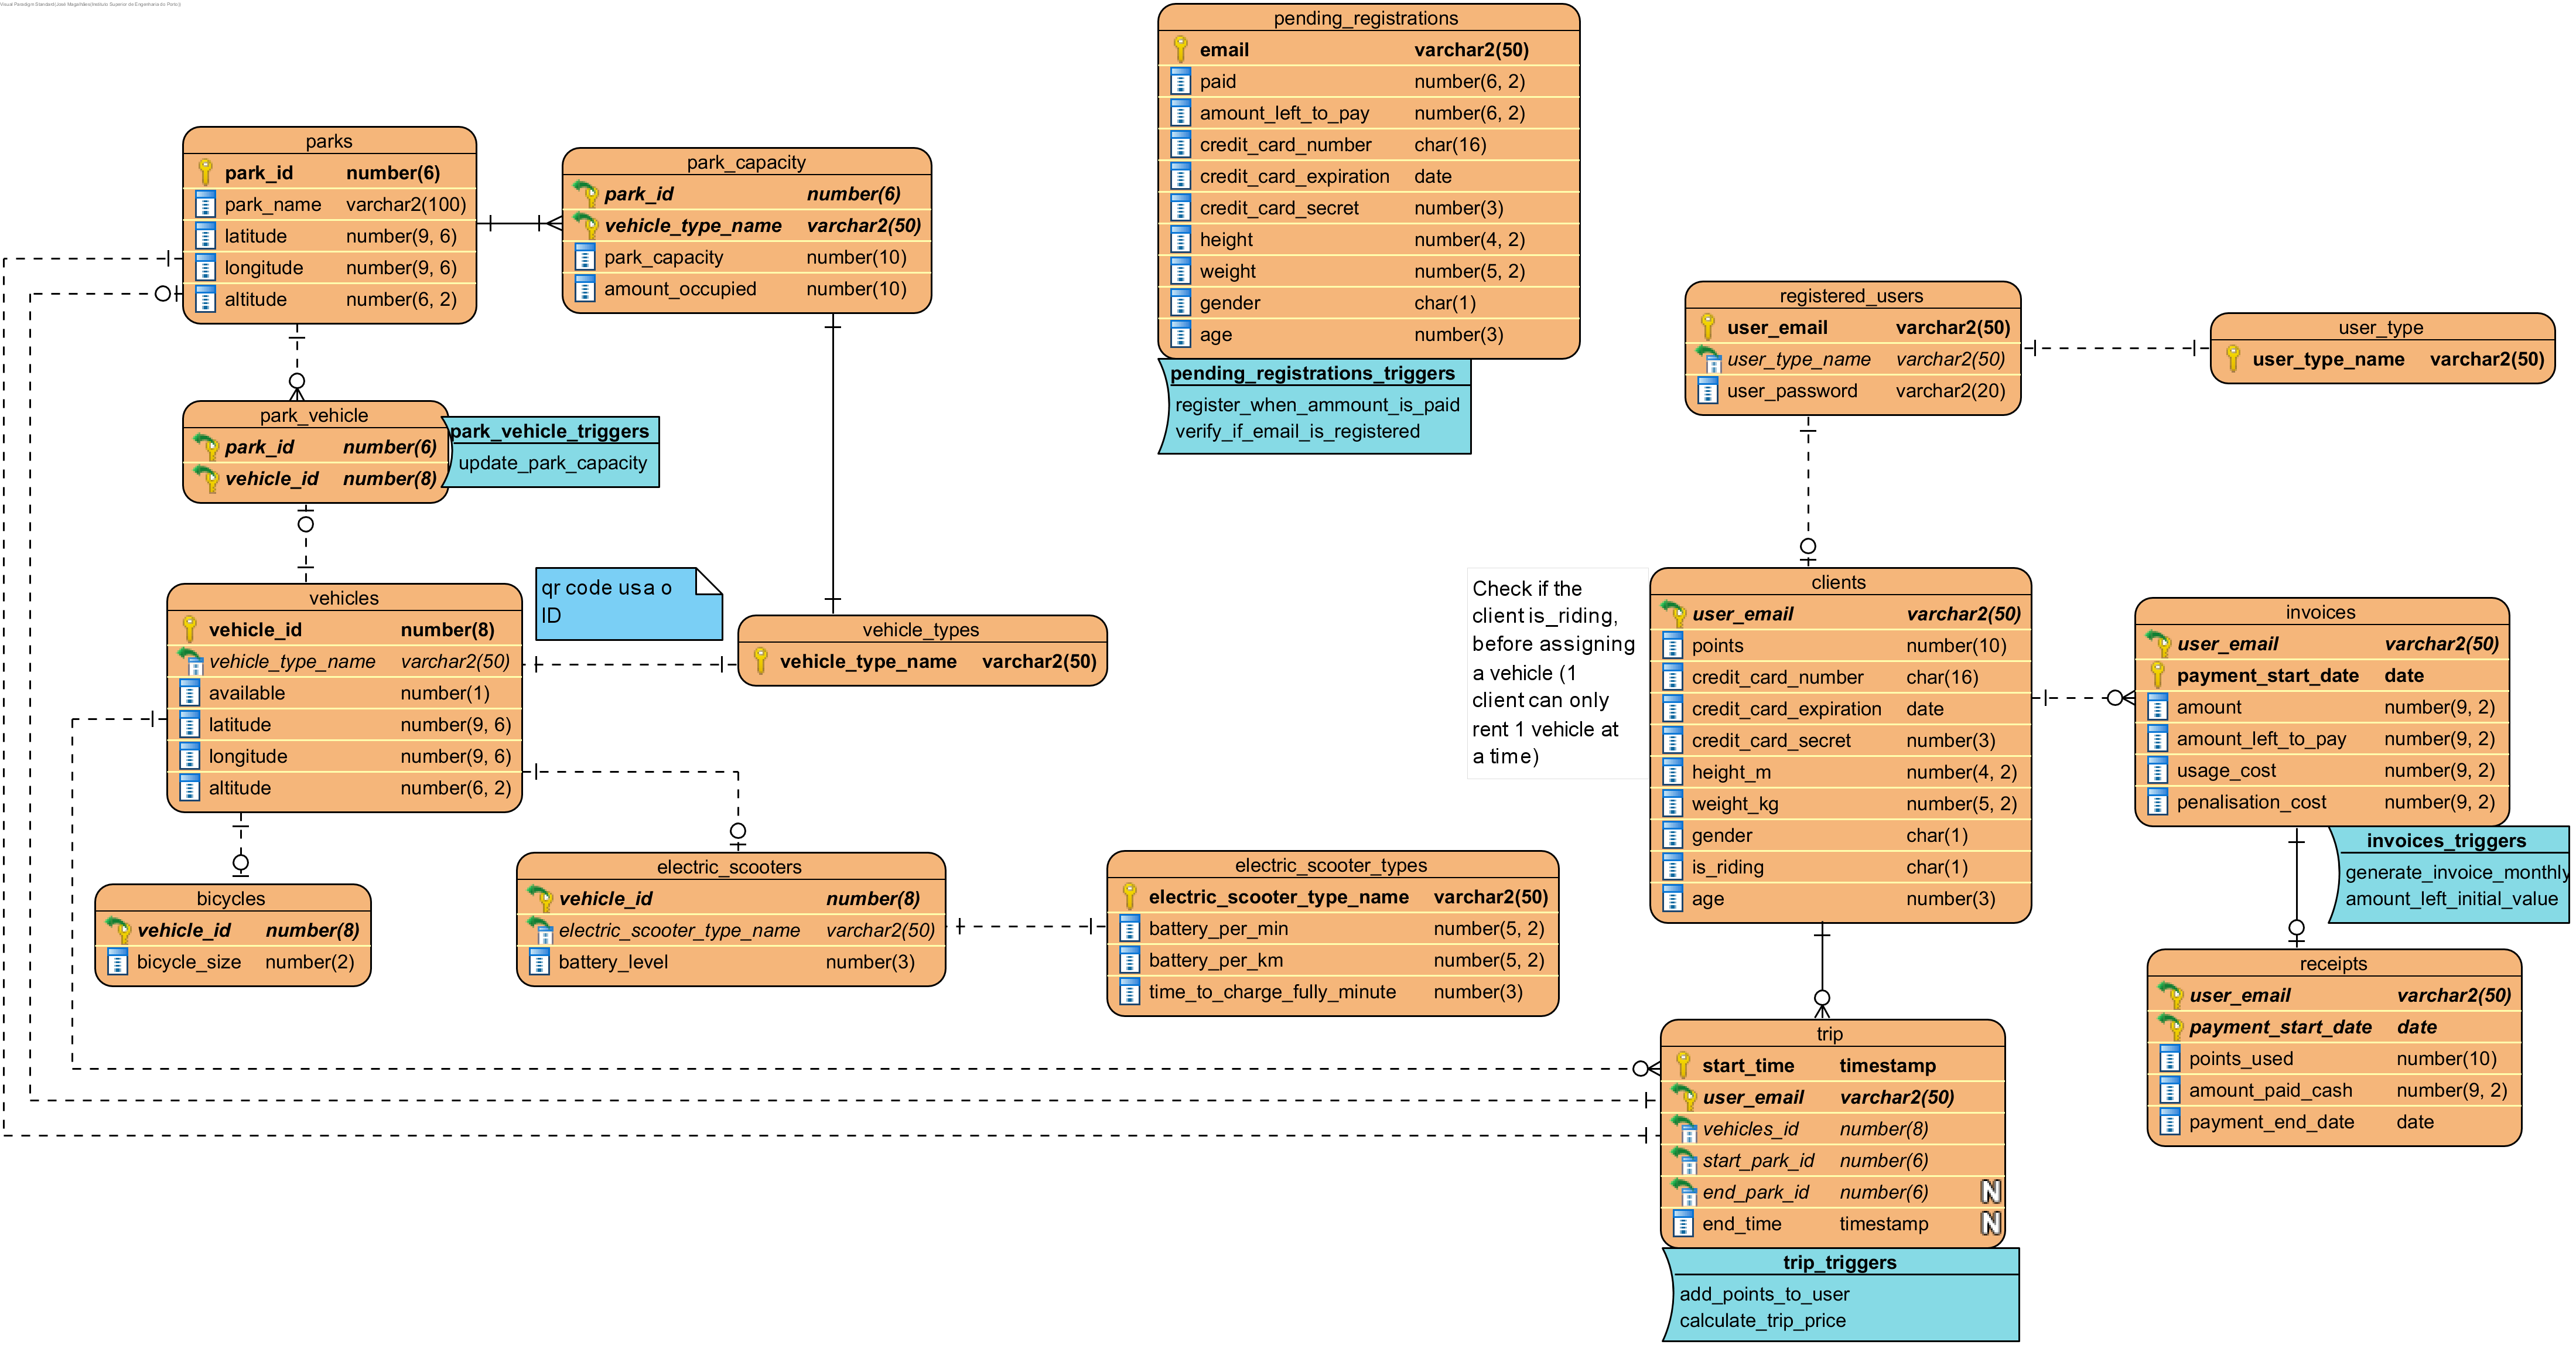 Visual Paradigm Standard(José Magalhães(Instituto Superior de Engenharia do Porto))
pending_registrations
email varchar2(50)
paid number(6, 2)
amount_left_to_pay number(6, 2)
credit_card_number char(16)
credit_card_expiration date
credit_card_secret number(3)
height number(4, 2)
weight number(5, 2)
gender char(1)
age number(3)
pending_registrations_triggers
register_when_ammount_is_paid
verify_if_email_is_registered
parks
park_id number(6)
park_name varchar2(100)
latitude number(9, 6)
longitude number(9, 6)
altitude number(6, 2)
park_capacity
park_id number(6)
vehicle_type_name varchar2(50)
park_capacity number(10)
amount_occupied number(10)
registered_users
user_email varchar2(50)
user_type_name varchar2(50)
user_password varchar2(20)
user_type
user_type_name varchar2(50)
park_vehicle
park_id number(6)
vehicle_id number(8)
park_vehicle_triggers
update_park_capacity
vehicles
vehicle_id number(8)
vehicle_type_name varchar2(50)
available number(1)
latitude number(9, 6)
longitude number(9, 6)
altitude number(6, 2)
qr code usa o
ID
vehicle_types
vehicle_type_name varchar2(50)
Check if the
client is_riding,
before assigning
a vehicle (1
client can only
rent 1 vehicle at
a time)
clients
user_email varchar2(50)
points number(10)
credit_card_number char(16)
credit_card_expiration date
credit_card_secret number(3)
height_m number(4, 2)
weight_kg number(5, 2)
gender char(1)
is_riding char(1)
age number(3)
invoices
user_email varchar2(50)
payment_start_date date
amount number(9, 2)
amount_left_to_pay number(9, 2)
usage_cost number(9, 2)
penalisation_cost number(9, 2)
invoices_triggers
generate_invoice_monthly
amount_left_initial_value
bicycles
vehicle_id number(8)
bicycle_size number(2)
electric_scooters
vehicle_id number(8)
electric_scooter_type_name varchar2(50)
battery_level number(3)
electric_scooter_types
electric_scooter_type_name varchar2(50)
battery_per_min number(5, 2)
battery_per_km number(5, 2)
time_to_charge_fully_minute number(3)
receipts
user_email varchar2(50)
payment_start_date date
points_used number(10)
amount_paid_cash number(9, 2)
payment_end_date date
trip
start_time timestamp
user_email varchar2(50)
vehicles_id number(8)
start_park_id number(6)
end_park_id number(6) N
end_time timestamp N
trip_triggers
add_points_to_user
calculate_trip_price